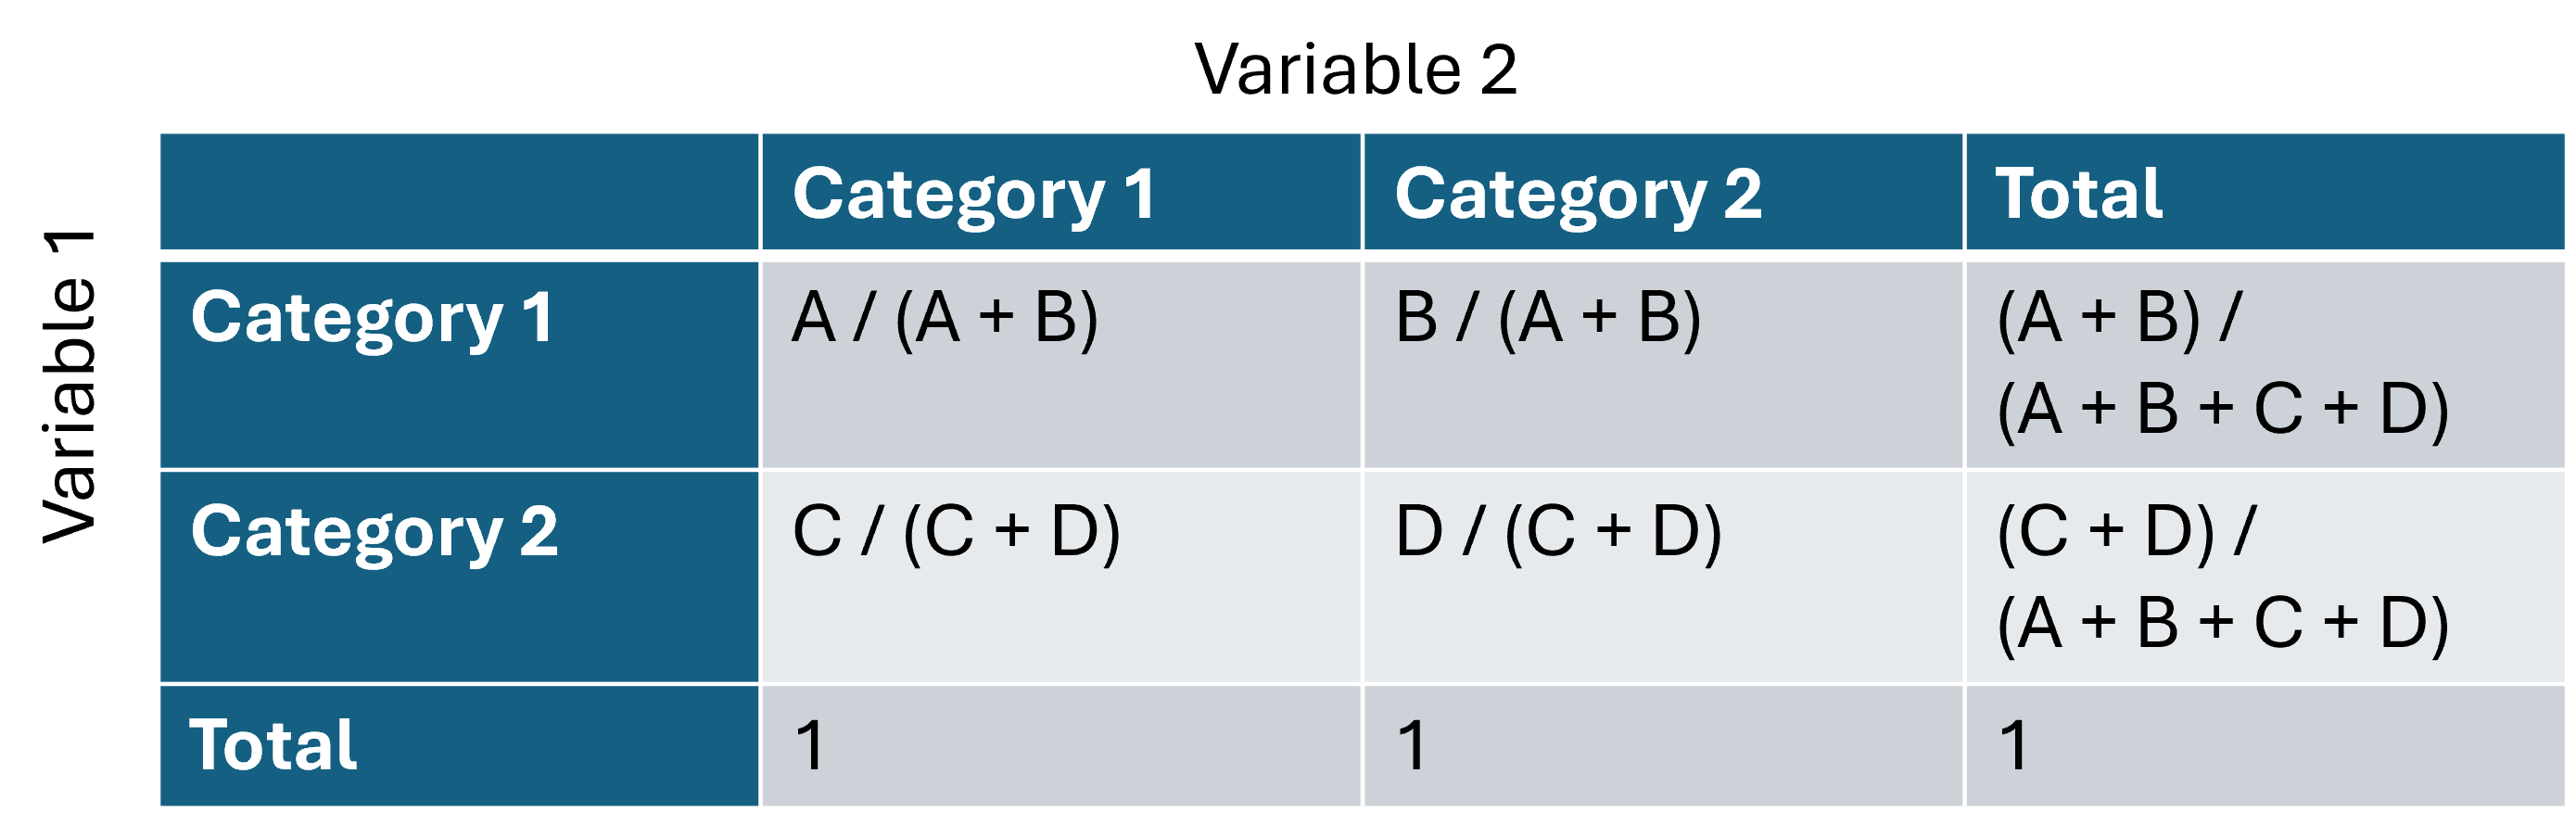 Variable 2
Variable 1
Category 1 Category 2 Total
Category 1 A / (A + B) B / (A + B) (A + B) /
(A + B + C + D)
Category 2 C / (C + D) D / (C + D) (C + D) /
(A + B + C + D)
Total 1 1 1